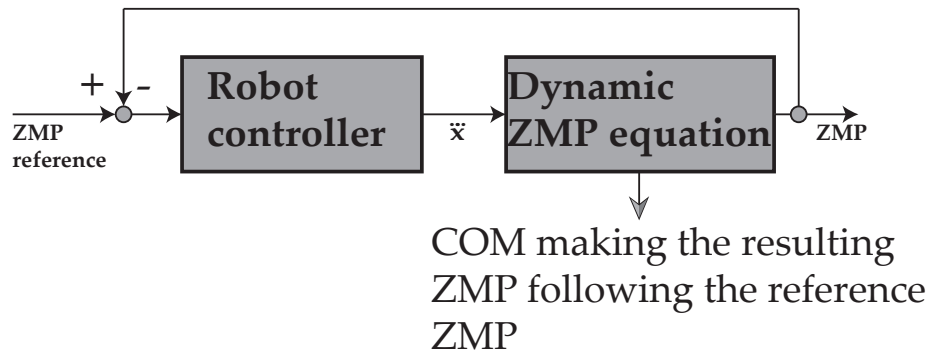 +
-
Robot
controller
Dynamic
ZMP equation
ZMP
reference
x⃛
ZMP
COM making the resulting
ZMP following the reference
ZMP